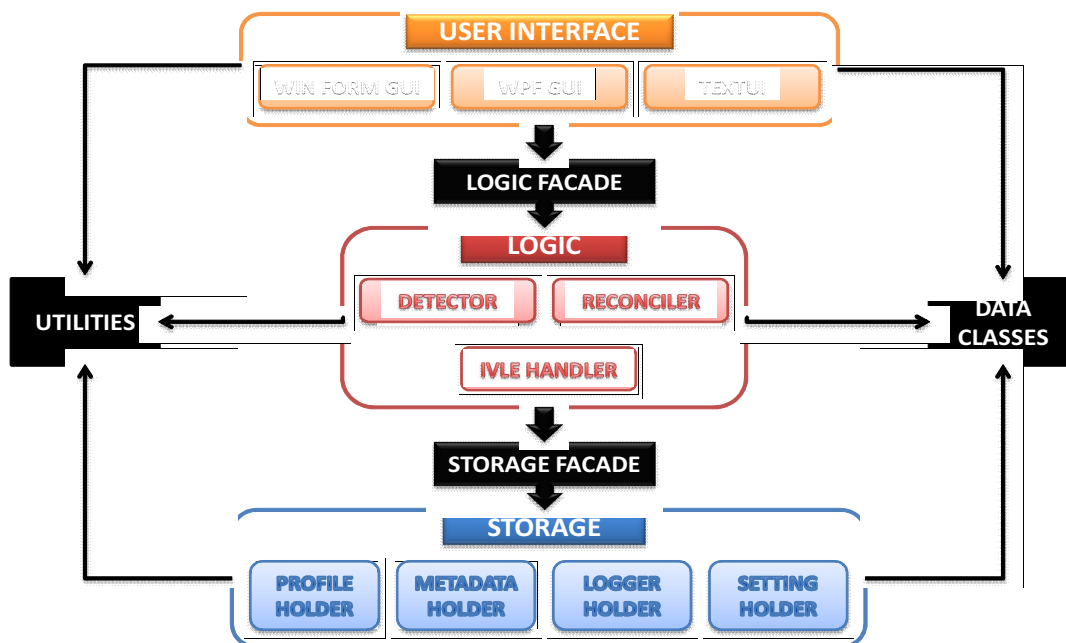 USER INTERFACE
WIN FORM GUI
WPF GUI
TEXTUI
LOGIC FACADE
LOGIC
DETECTOR
RECONCILER
UTILITIES
DATA
CLASSES
IVLE HANDLER
STORAGE FACADE
STORAGE
PROFILE
HOLDER
METADATA
HOLDER
LOGGER
HOLDER
SETTING
HOLDER